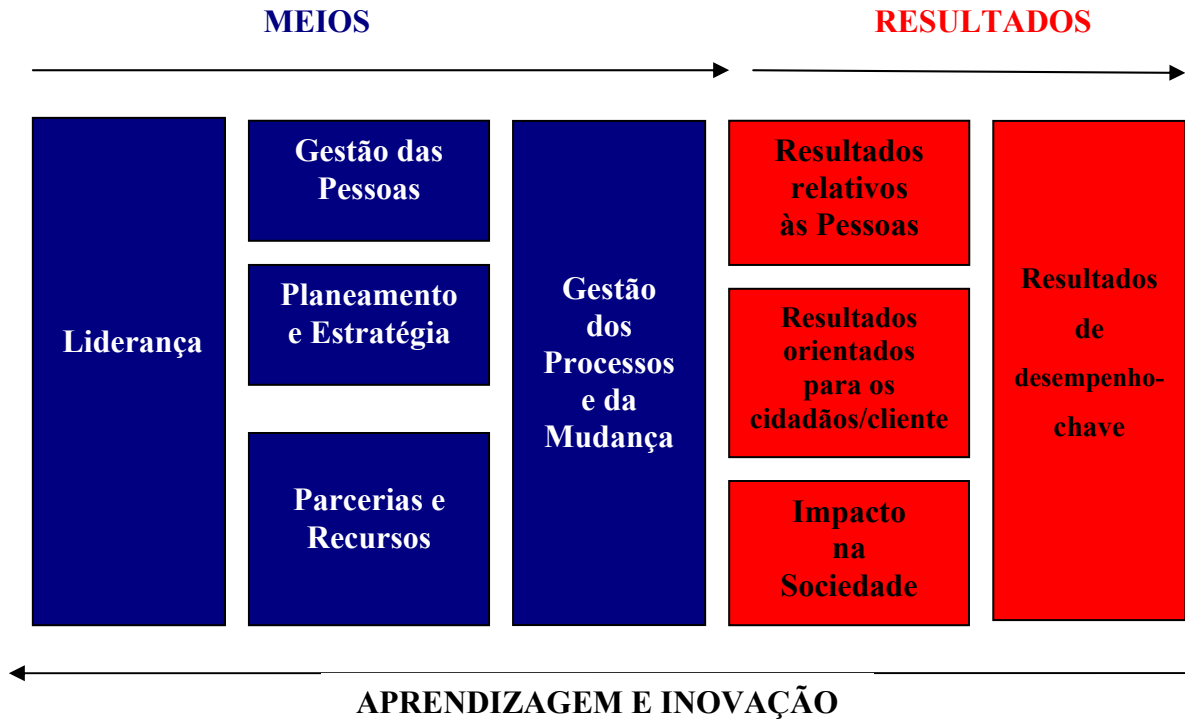 MEIOS
RESULTADOS
Liderança
Gestão das
Pessoas
Planeamento
e Estratégia
Parcerias e
Recursos
Gestão
dos
Processos
e da
Mudança
Resultados
relativos
às Pessoas
Resultados
orientados
para os
cidadãos/cliente
Impacto
na
Sociedade
Resultados
de
desempenho-
chave
APRENDIZAGEM E INOVAÇÃO